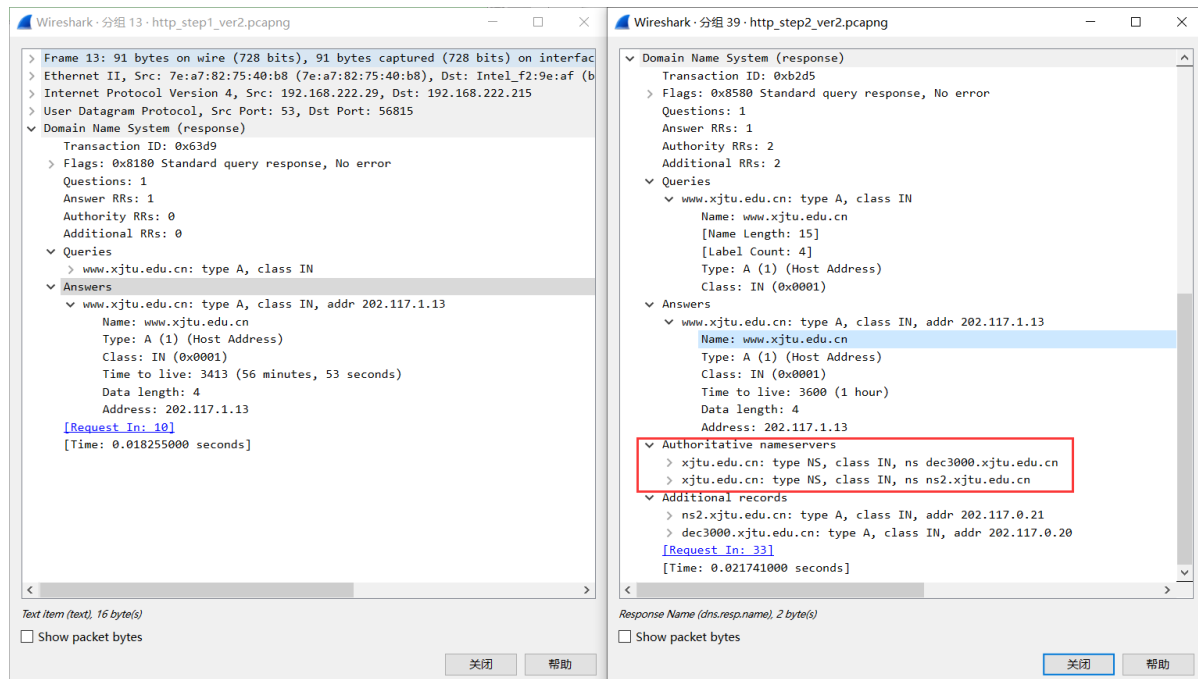 Wireshark · 分组 13 · http_step1_ver2.pcapng
Frame 13: 91 bytes on wire (728 bits), 91 bytes captured (728 bits) on interfac
Ethernet II, Src: 7e:a7:82:75:40:b8 (7e:a7:82:75:40:b8), Dst: Intel_f2:9e:af (b
Internet Protocol Version 4, Src: 192.168.222.29, Dst: 192.168.222.215
User Datagram Protocol, Src Port: 53, Dst Port: 56815
Domain Name System (response)
Transaction ID: 0x63d9
Flags: 0x8180 Standard query response, No error
Questions: 1
Answer RRs: 1
Authority RRs: 0
Additional RRs: 0
Queries
www.xjtu.edu.cn: type A, class IN
Answers
www.xjtu.edu.cn: type A, class IN, addr 202.117.1.13
Name: www.xjtu.edu.cn
Type: A (1) (Host Address)
Class: IN (0x0001)
Time to live: 3413 (56 minutes, 53 seconds)
Data length: 4
Address: 202.117.1.13
[Request In: 10]
[Time: 0.018255000 seconds]
Text item (text), 16 byte(s)
Show packet bytes
关闭
帮助
Wireshark · 分组 39 · http_step2_ver2.pcapng
Domain Name System (response)
Transaction ID: 0xb2d5
Flags: 0x8580 Standard query response, No error
Questions: 1
Answer RRs: 1
Authority RRs: 2
Additional RRs: 2
Queries
www.xjtu.edu.cn: type A, class IN
Name: www.xjtu.edu.cn
[Name Length: 15]
[Label Count: 4]
Type: A (1) (Host Address)
Class: IN (0x0001)
Answers
www.xjtu.edu.cn: type A, class IN, addr 202.117.1.13
Name: www.xjtu.edu.cn
Type: A (1) (Host Address)
Class: IN (0x0001)
Time to live: 3600 (1 hour)
Data length: 4
Address: 202.117.1.13
Authoritative nameservers
xjtu.edu.cn: type NS, class IN, ns dec3000.xjtu.edu.cn
xjtu.edu.cn: type NS, class IN, ns ns2.xjtu.edu.cn
Additional records
ns2.xjtu.edu.cn: type A, class IN, addr 202.117.0.21
dec3000.xjtu.edu.cn: type A, class IN, addr 202.117.0.20
[Request In: 33]
[Time: 0.021741000 seconds]
Response Name (dns.resp.name), 2 byte(s)
Show packet bytes
关闭
帮助